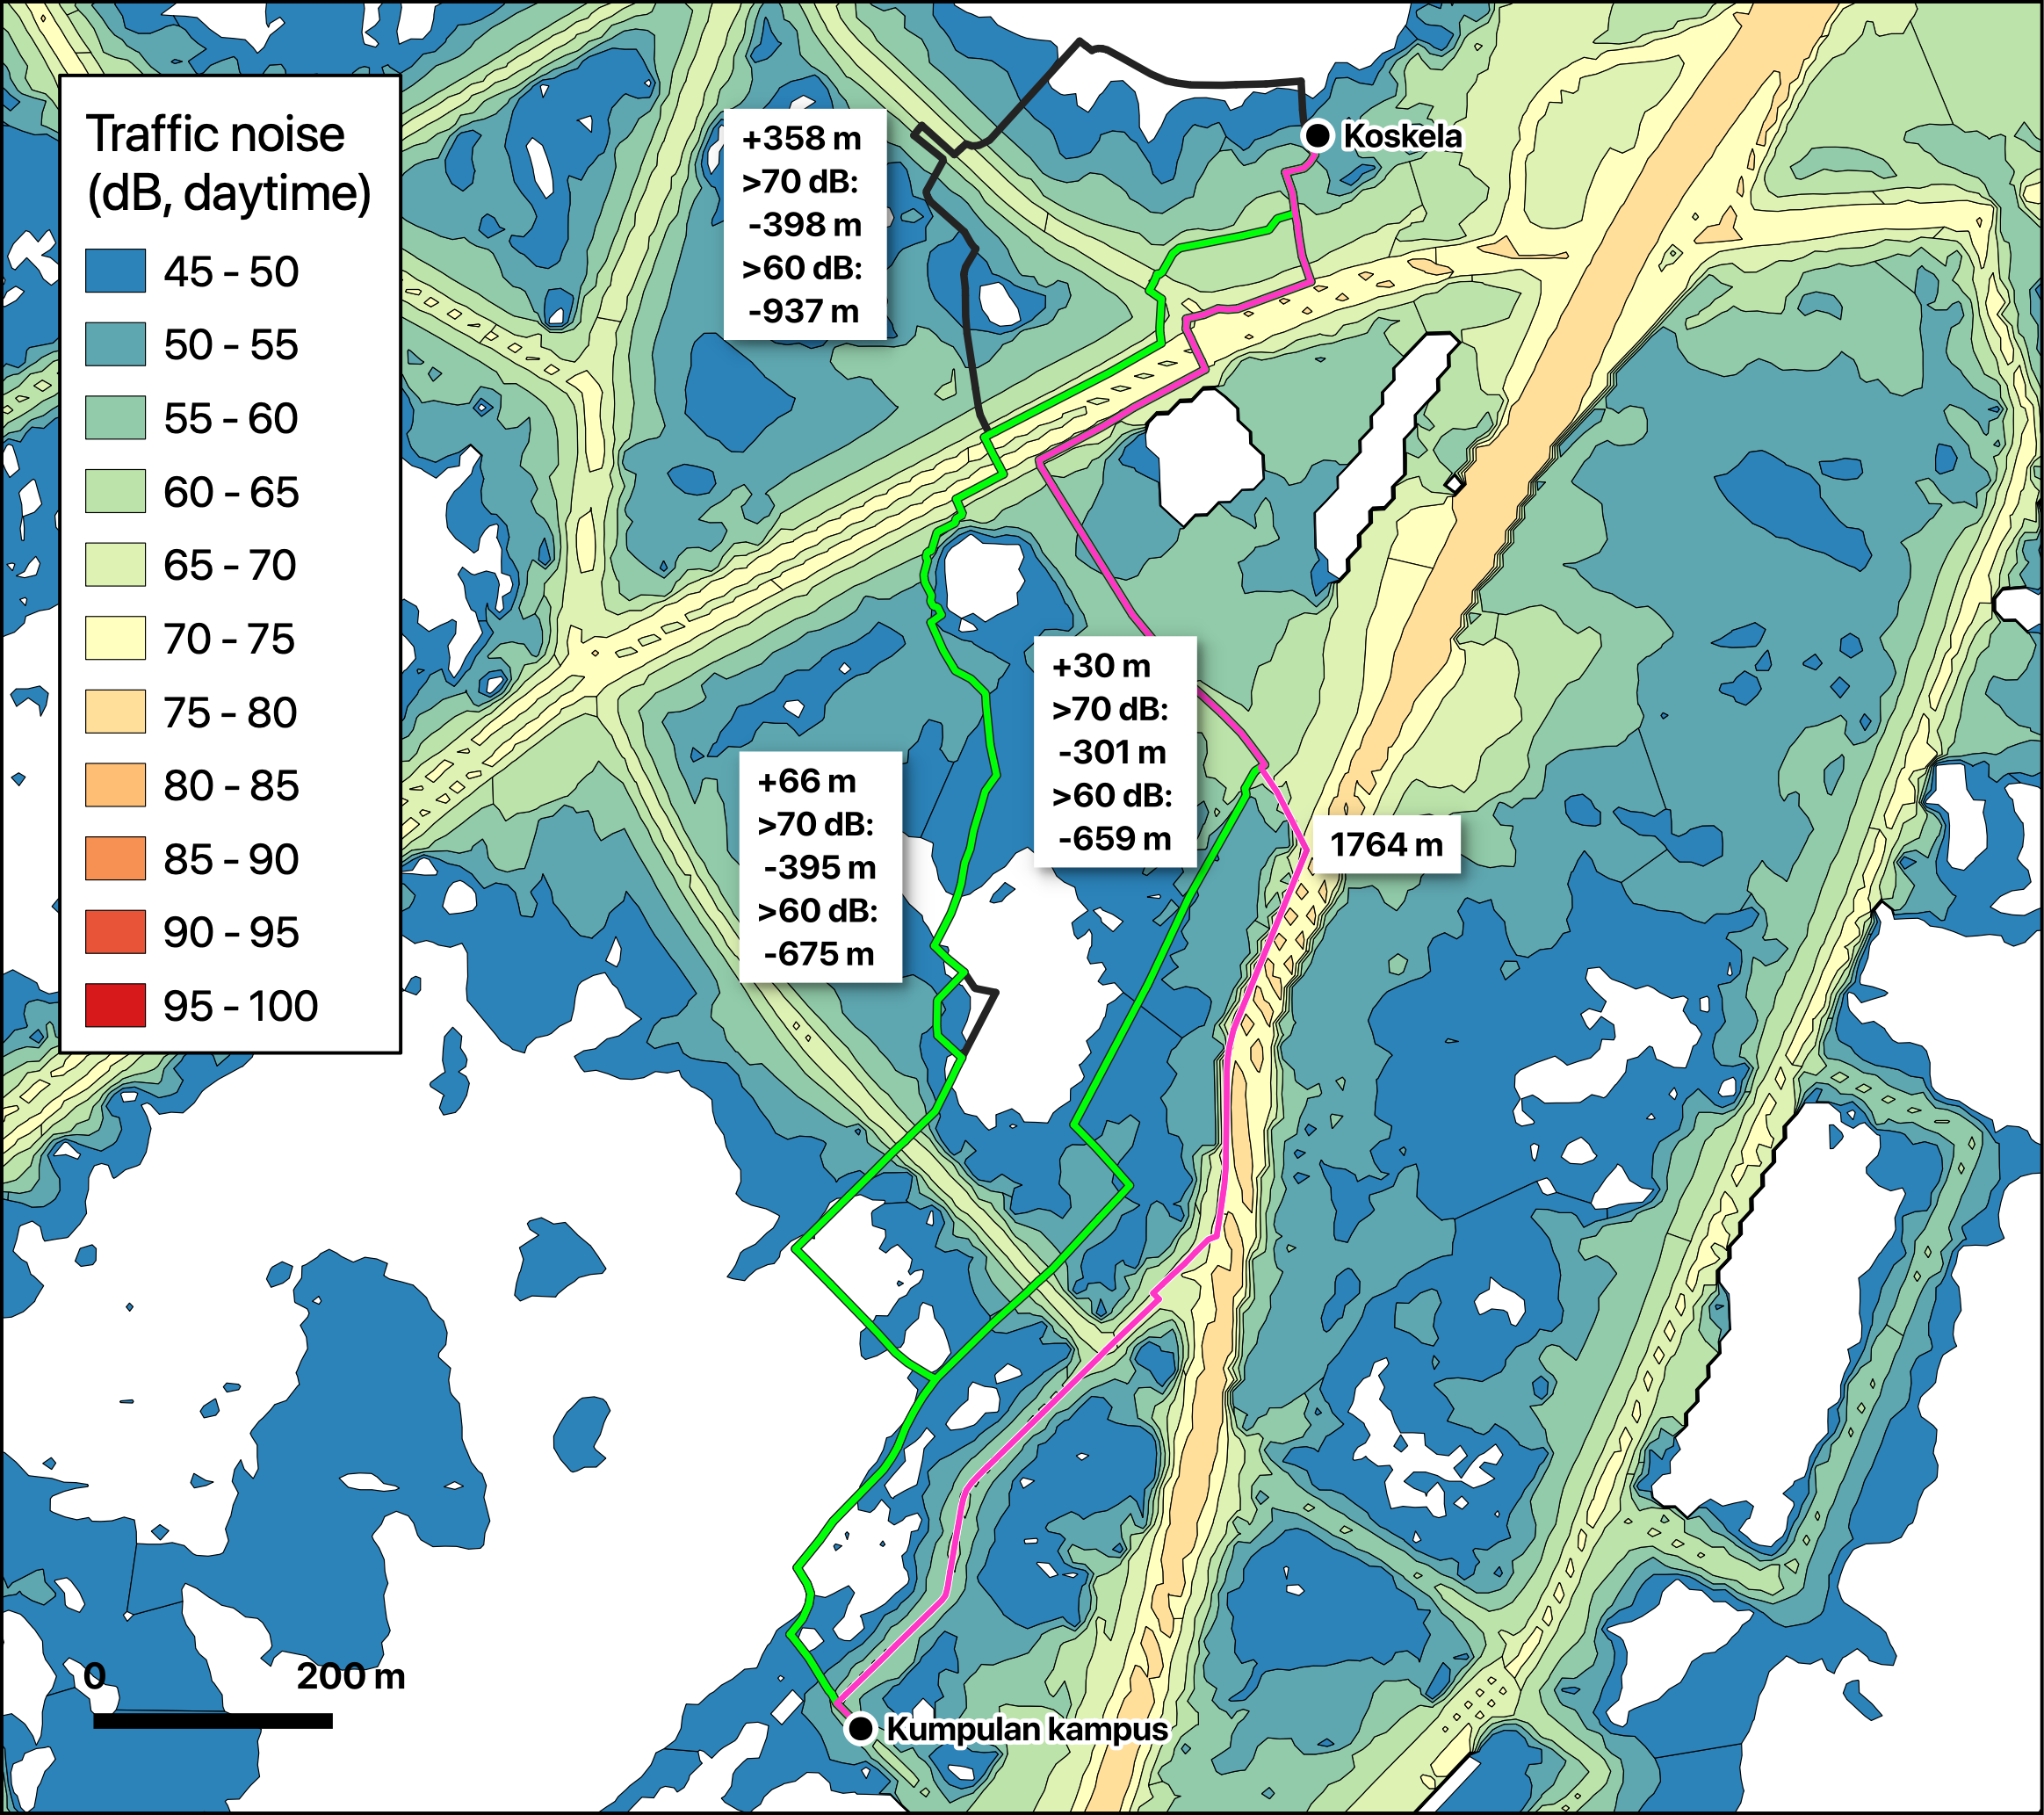 Traffic noise
(dB, daytime)
45 - 50
50 - 55
55 - 60
60 - 65
65 - 70
70 - 75
75 - 80
80 - 85
85 - 90
90 - 95
95 - 100
+358 m
>70 dB:
-398 m
>60 dB:
-937 m
Koskela
+30 m
>70 dB:
-301 m
>60 dB:
-659 m
+66 m
>70 dB:
-395 m
>60 dB:
-675 m
1764 m
0 200 m
Kumpulan kampus